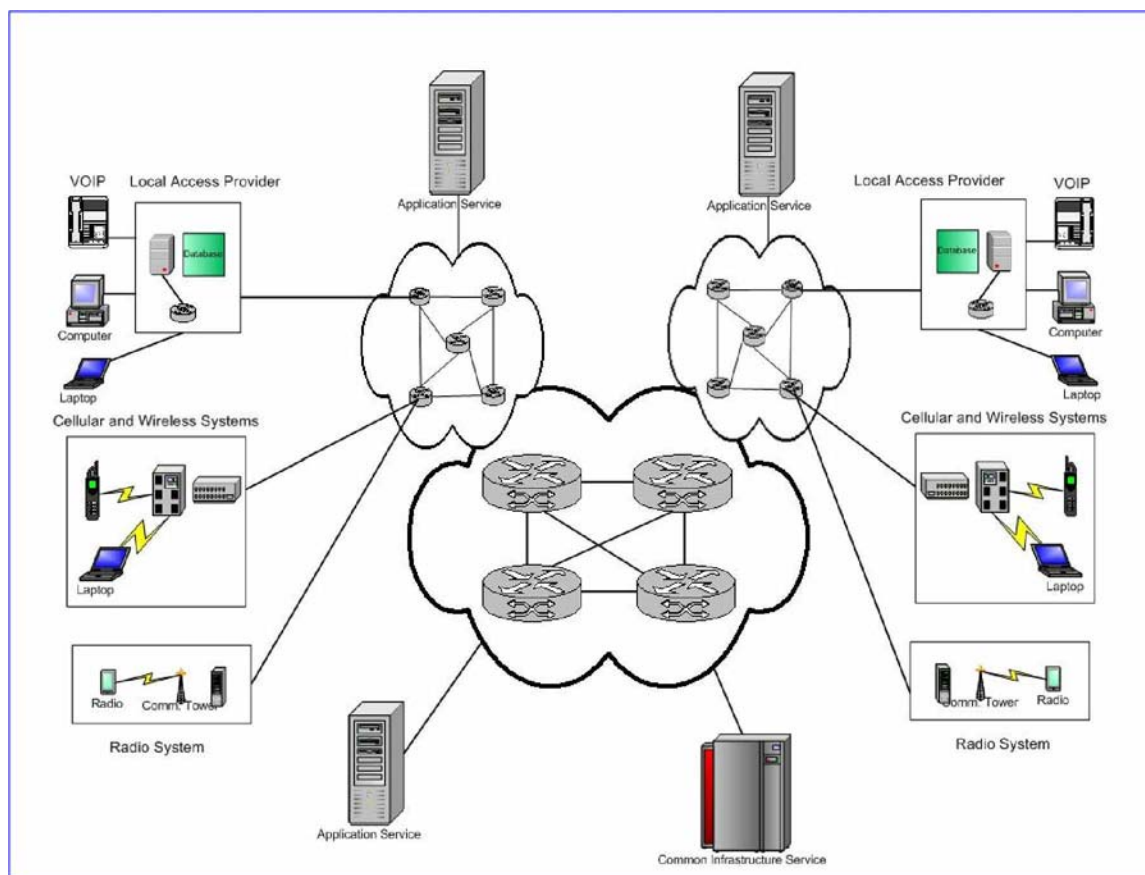 Application Service
Application Service
VOIP
Local Access Provider
Local Access Provider
VOIP
Database
Database
Computer
Computer
Laptop
Laptop
Cellular and Wireless Systems
Cellular and Wireless Systems
Laptop
Laptop
Radio
Comm. Tower
Comm. Tower
Radio
Radio System
Radio System
Application Service
Common Infrastructure Service